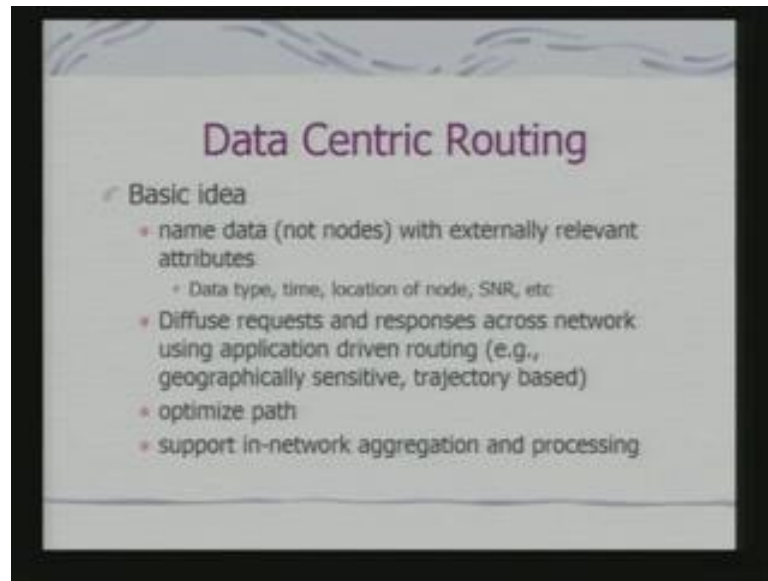 Data Centric Routing
Basic idea
name data (not nodes) with externally relevant
attributes
Data type, time, location of node, SNR, etc
Diffuse requests and responses across network
using application driven routing (e.g.,
geographically sensitive, trajectory based)
optimize path
support in-network aggregation and processing